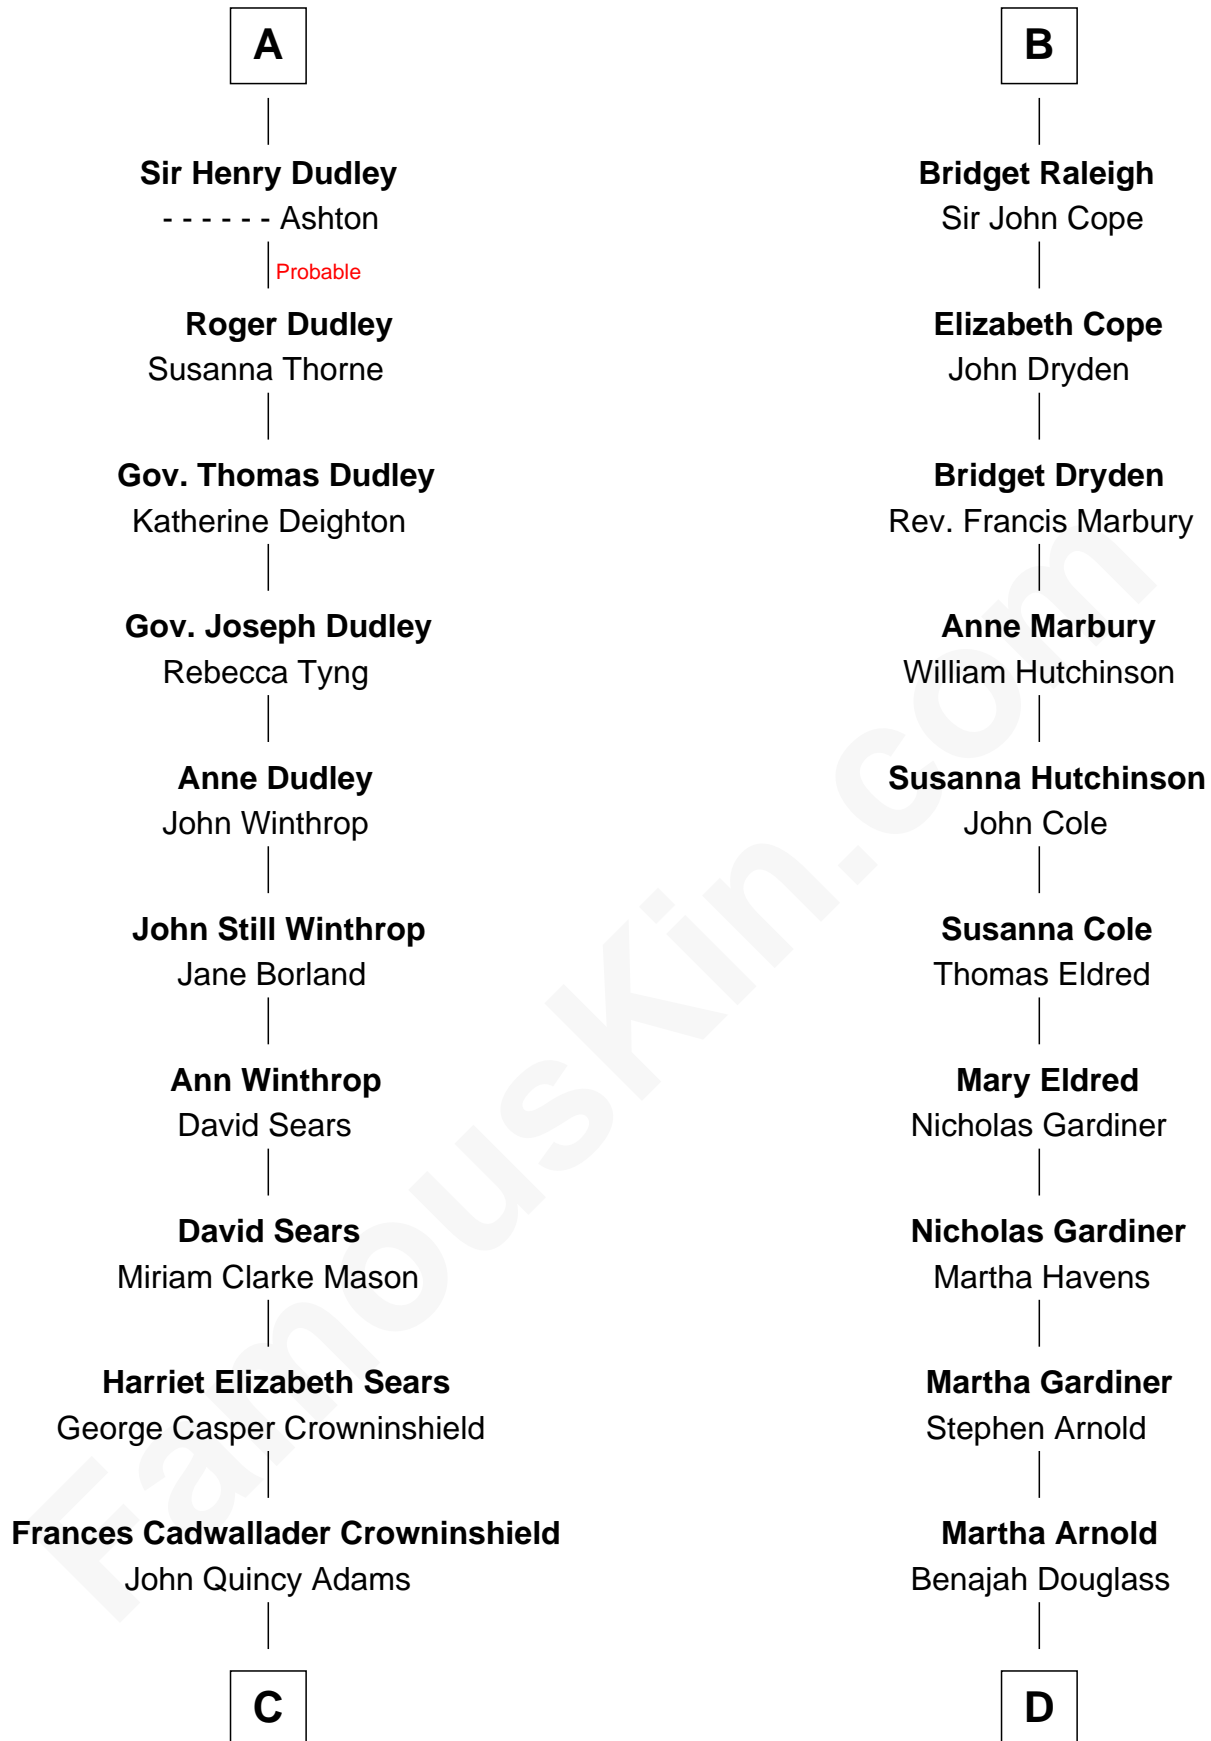 A
Sir Henry Dudley
- - - - - - Ashton
Probable
Roger Dudley
Susanna Thorne
Gov. Thomas Dudley
Katherine Deighton
Gov. Joseph Dudley
Rebecca Tyng
Anne Dudley
John Winthrop
John Still Winthrop
Jane Borland
Ann Winthrop
David Sears
David Sears
Miriam Clarke Mason
Harriet Elizabeth Sears
George Casper Crowninshield
Frances Cadwallader Crowninshield
John Quincy Adams
C
B
Bridget Raleigh
Sir John Cope
Elizabeth Cope
John Dryden
Bridget Dryden
Rev. Francis Marbury
Anne Marbury
William Hutchinson
Susanna Hutchinson
John Cole
Susanna Cole
Thomas Eldred
Mary Eldred
Nicholas Gardiner
Nicholas Gardiner
Martha Havens
Martha Gardiner
Stephen Arnold
Martha Arnold
Benajah Douglass
D
FamousKin.com